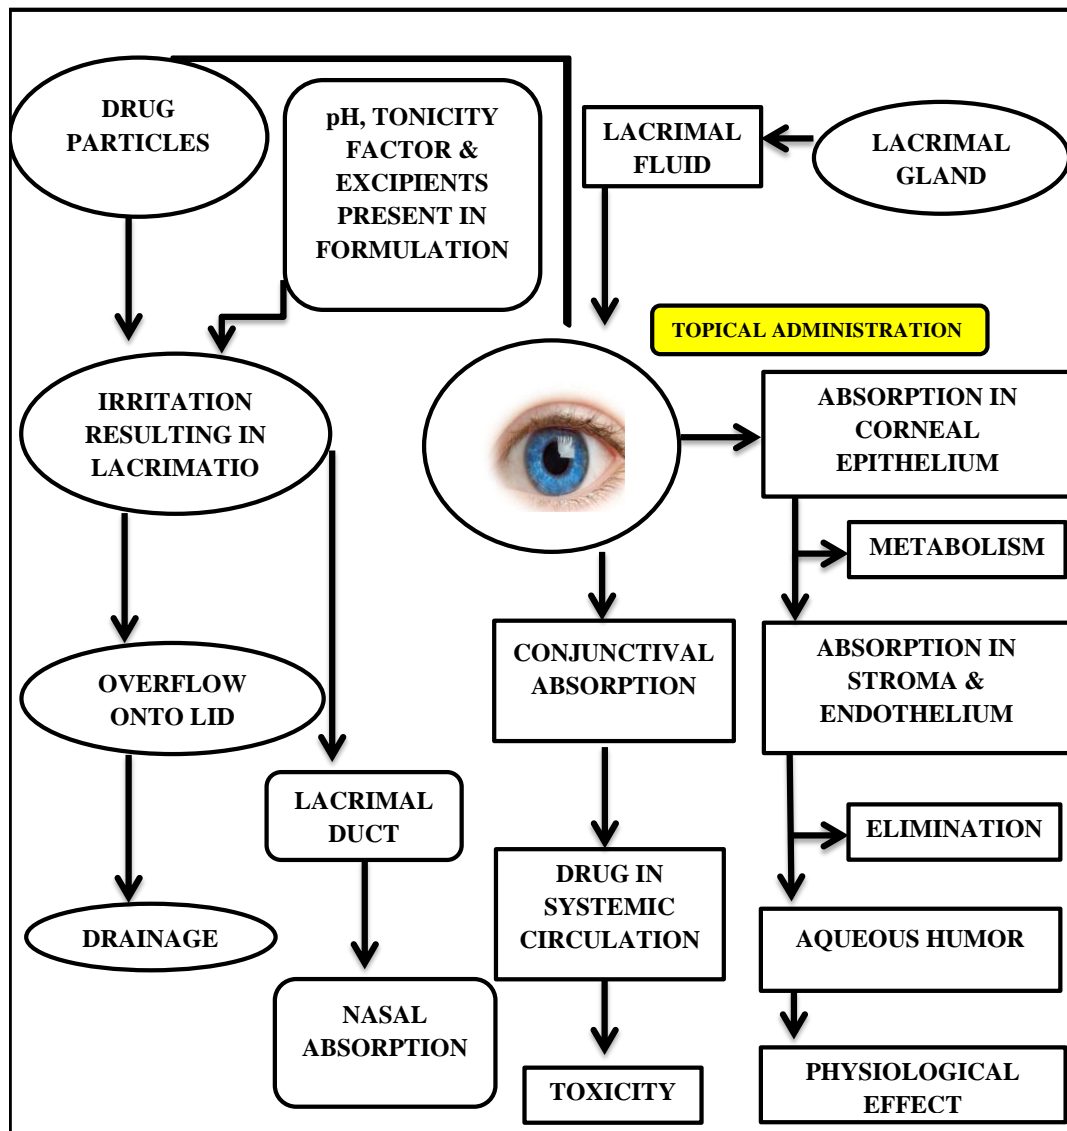 DRUG
PARTICLES
pH, TONICITY
FACTOR &
EXCIPIENTS
PRESENT IN
FORMULATION
LACRIMAL
FLUID
LACRIMAL
GLAND
TOPICAL ADMINISTRATION
IRRITATION
RESULTING IN
LACRIMATIO
ABSORPTION IN
CORNEAL
EPITHELIUM
METABOLISM
OVERFLOW
ONTO LID
CONJUNCTIVAL
ABSORPTION
ABSORPTION IN
STROMA &
ENDOTHELIUM
LACRIMAL
DUCT
ELIMINATION
DRUG IN
SYSTEMIC
CIRCULATION
DRAINAGE
AQUEOUS HUMOR
NASAL
ABSORPTION
TOXICITY
PHYSIOLOGICAL
EFFECT